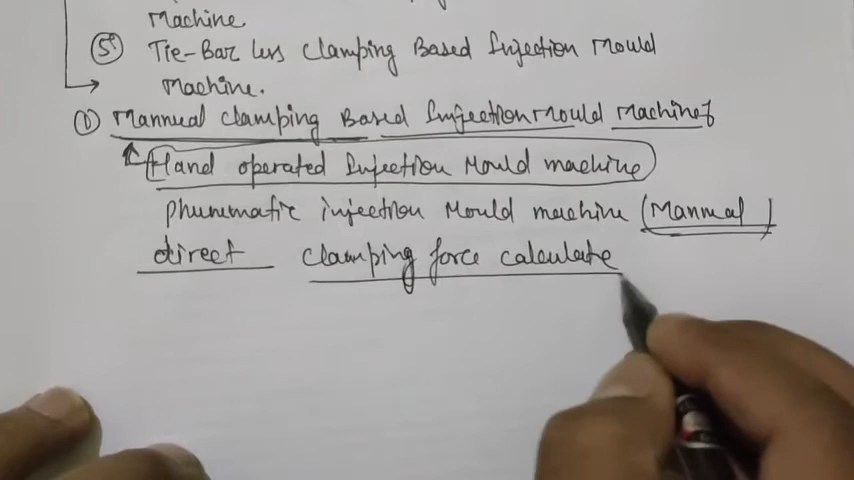 Machine.
⑤ Tie-Bar less clamping Based Injection Mould
Machine.
① Mannual clamping Based Injection Mould Machines
Hand operated Injection Mould machine
phunematic injection Mould machine (Mannual)
direct clamping force calculate